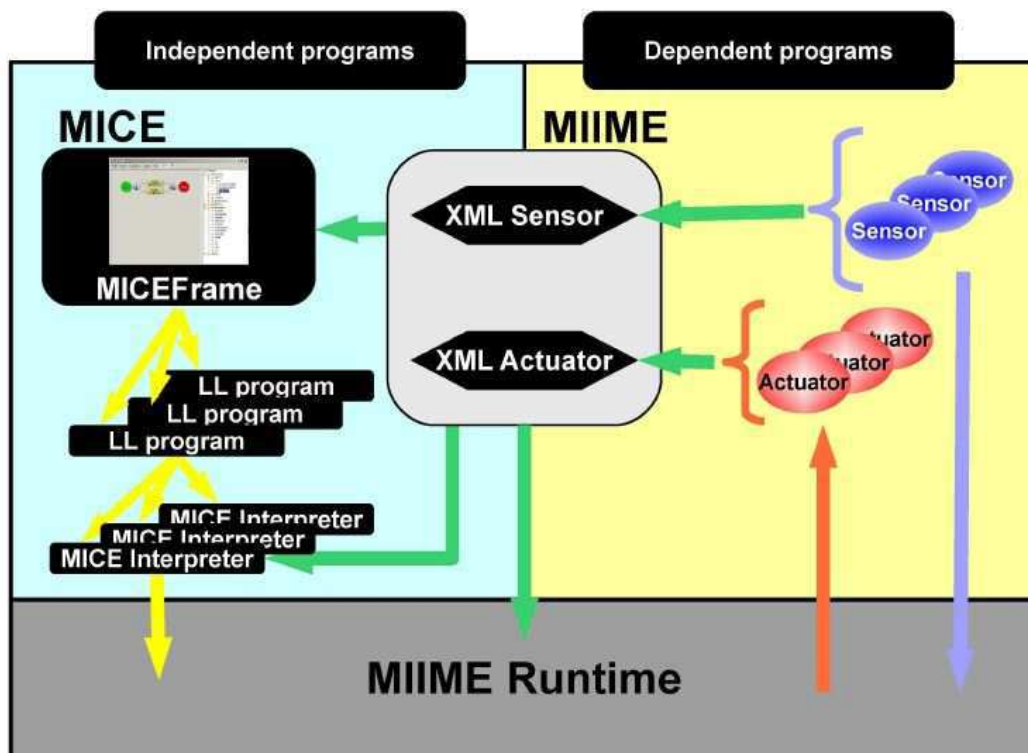 Independent programs
Dependent programs
MICE
MIIME
XML Sensor
Sensor
Sensor
Sensor
MICEFrame
XML Actuator
Actuator
LL program
LL program
LL program
MICE Interpreter
MICE Interpreter
MICE Interpreter
MIIME Runtime